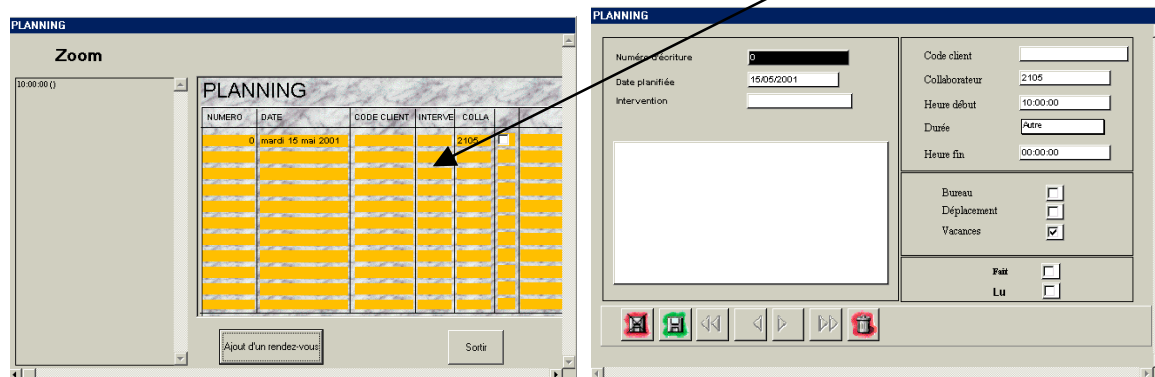 PLANNING
Zoom
10:00:00 ()
PLANNING
NUMERO DATE CODE CLIENT INTERVE COLLA
0 mardi 15 mai 2001 2105
Ajout d'un rendez-vous Sortir
PLANNING
Numéro d'écriture 0
Date planifiée 15/05/2001
Intervention
Code client
Collaborateur 2105
Heure début 10:00:00
Durée Autre
Heure fin 00:00:00
Bureau
Déplacement
Vacances
Fait
Lu